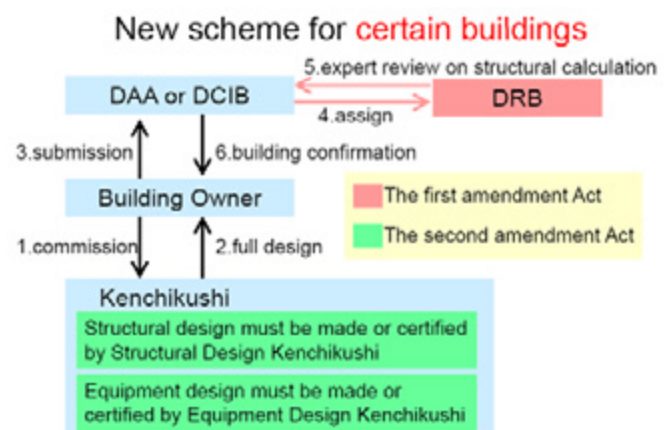 New scheme for certain buildings
5.expert review on structural calculation
DAA or DCIB
DRB
4.assign
3.submission
6.building confirmation
Building Owner
The first amendment Act
The second amendment Act
1.commission
2.full design
Kenchikushi
Structural design must be made or certified
by Structural Design Kenchikushi
Equipment design must be made or
certified by Equipment Design Kenchikushi